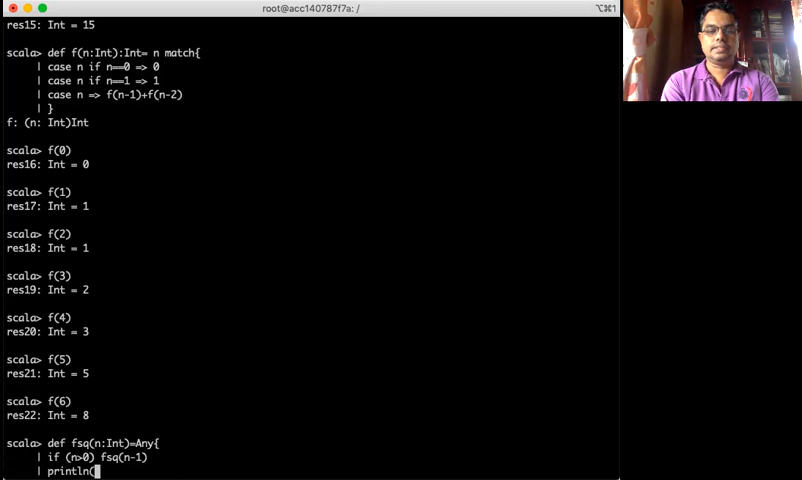 root@acc140787f7a: /
⌥⌘1
res15: Int = 15
scala> def f(n:Int):Int= n match{
| case n if n==0 => 0
| case n if n==1 => 1
| case n => f(n-1)+f(n-2)
| }
f: (n: Int)Int
scala> f(0)
res16: Int = 0
scala> f(1)
res17: Int = 1
scala> f(2)
res18: Int = 1
scala> f(3)
res19: Int = 2
scala> f(4)
res20: Int = 3
scala> f(5)
res21: Int = 5
scala> f(6)
res22: Int = 8
scala> def fsq(n:Int)=Any{
| if (n>0) fsq(n-1)
| println(